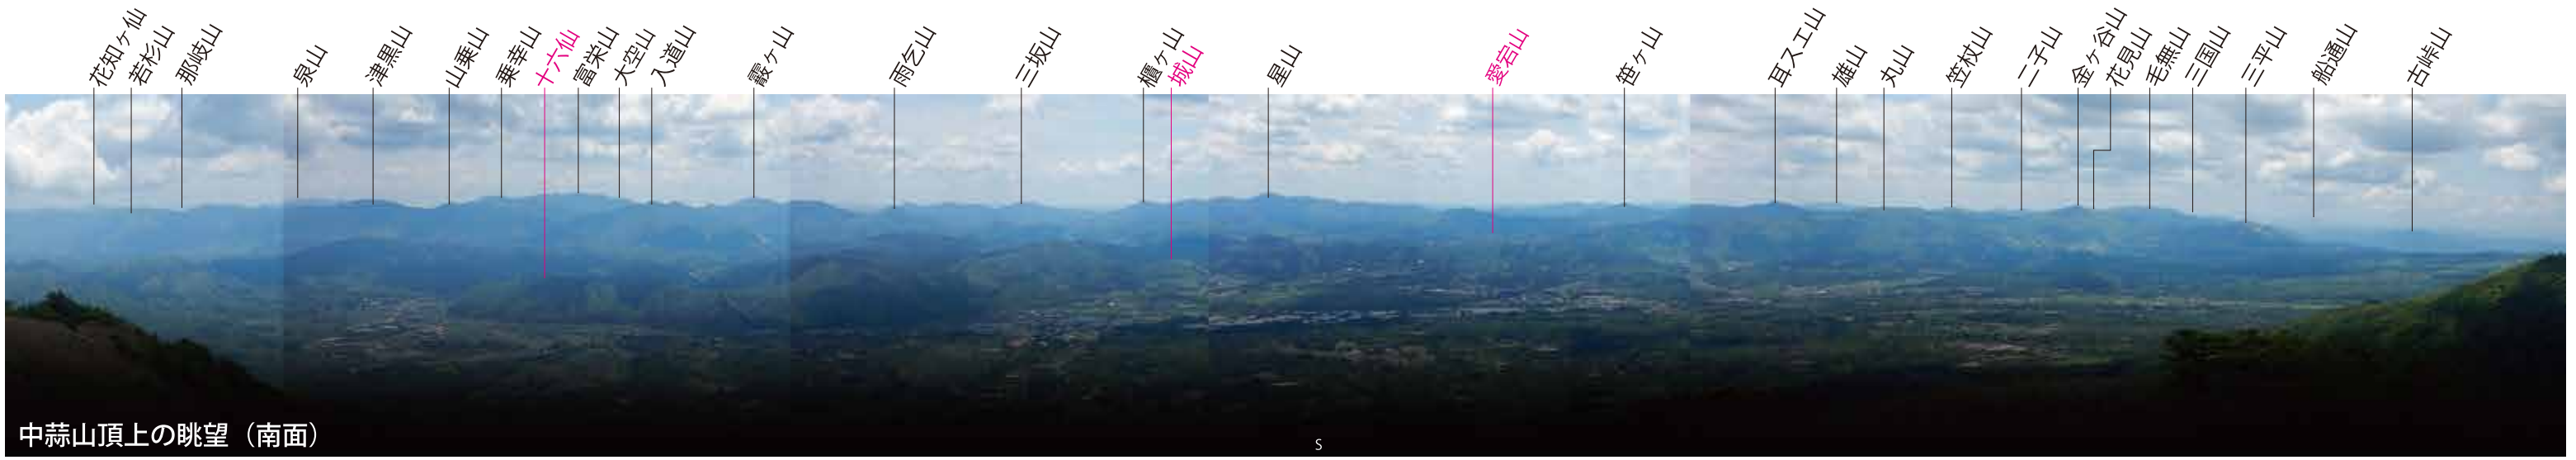 花知ヶ仙
若杉山
那岐山
泉山
津黒山
山乗山
乗幸山
十六仙
富栄山
大空山
入道山
霰ヶ山
雨乞山
三坂山
櫃ヶ山
城山
星山
愛宕山
笹ヶ山
耳スエ山
雄山
丸山
笠杖山
二子山
金ヶ谷山
花見山
毛無山
三国山
三平山
船通山
古峠山
中蒜山頂上の眺望（南面）
S